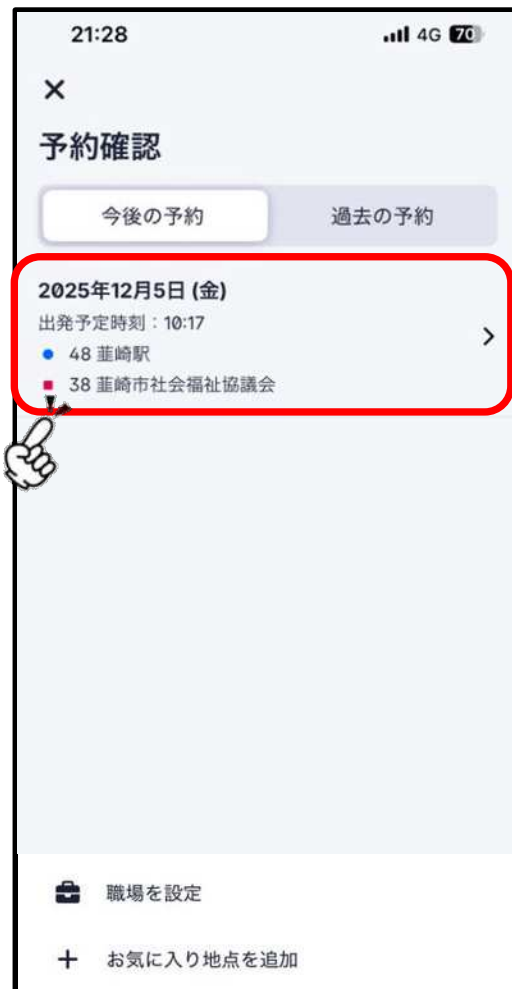 21:28 4G 70
×
予約確認
今後の予約 過去の予約
2025年12月5日 (金)
出発予定時刻：10:17
48 韮崎駅
38 韮崎市社会福祉協議会
職場を設定
+ お気に入り地点を追加